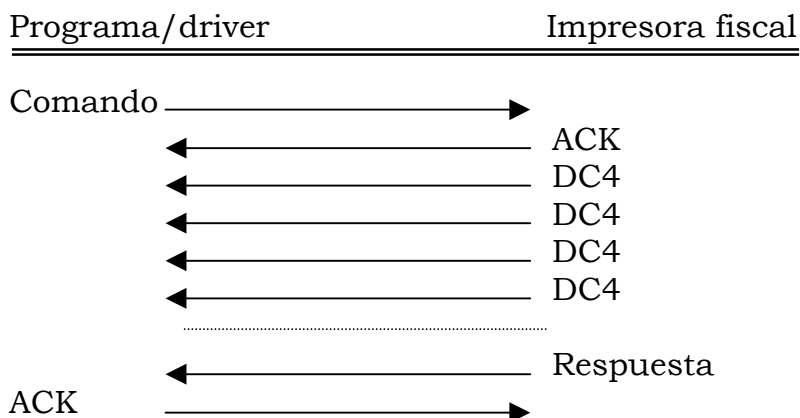 Programa/driver Impresora fiscal
Comando
ACK
DC4
DC4
DC4
DC4
Respuesta
ACK